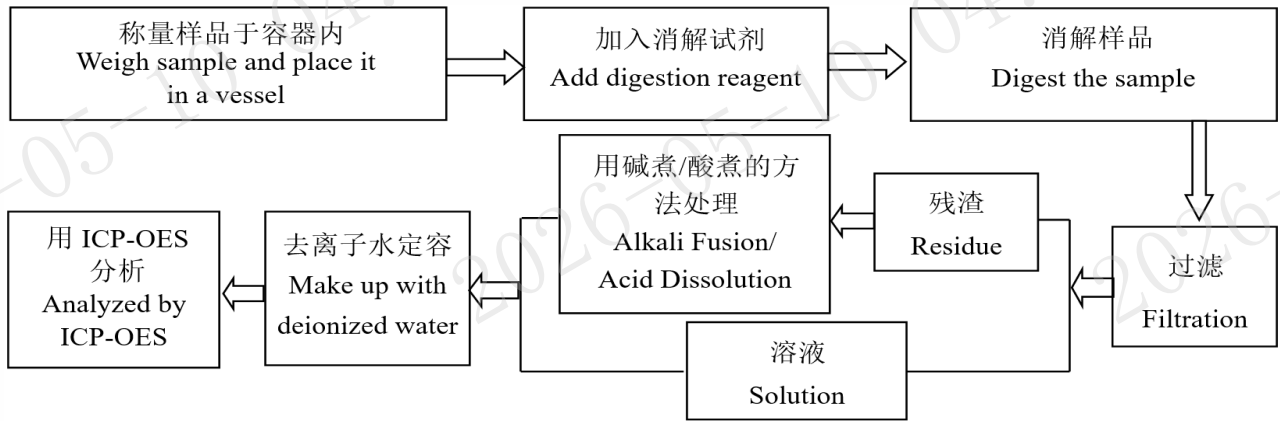 称量样品于容器内
Weigh sample and place it
in a vessel
加入消解试剂
Add digestion reagent
消解样品
Digest the sample
过滤
Filtration
残渣
Residue
用碱煮/酸煮的方
法处理
Alkali Fusion/
Acid Dissolution
溶液
Solution
去离子水定容
Make up with
deionized water
用 ICP-OES
分析
Analyzed by
ICP-OES